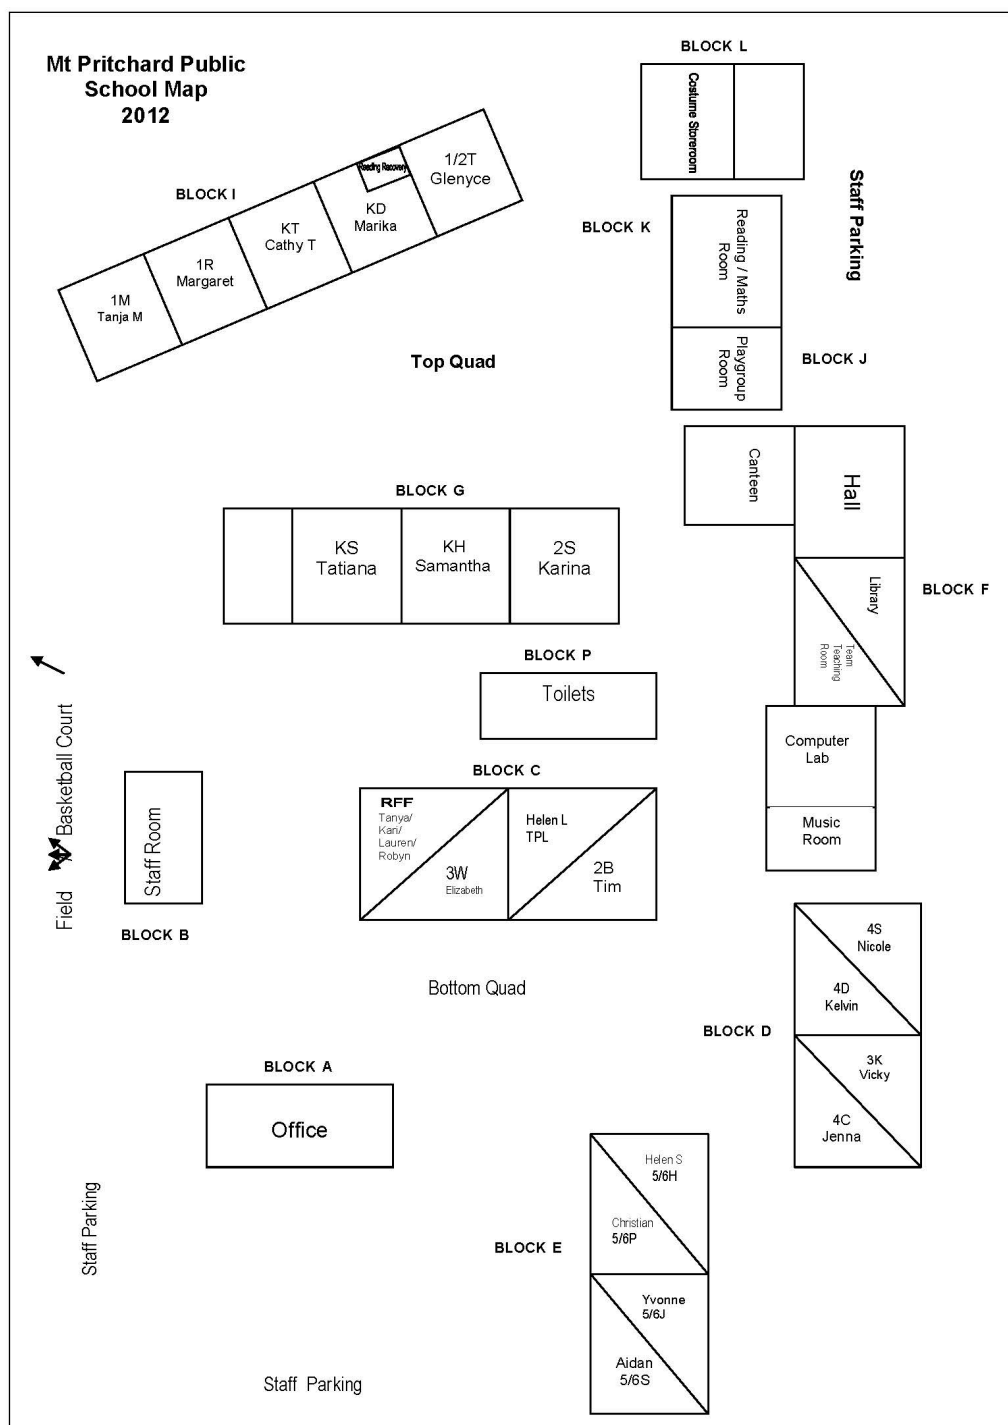 Mt Pritchard Public
School Map
2012
BLOCK L
Costume Storeroom
Staff Parking
BLOCK I
1/2T
Glenyce
Reading Recovery
KD
Marika
KT
Cathy T
1R
Margaret
1M
Tanja M
BLOCK K
Reading / Maths
Room
Playgroup
Room
BLOCK J
Top Quad
Canteen
Hall
BLOCK G
KS
Tatiana
KH
Samantha
2S
Karina
Library
BLOCK F
Team
Teaching
Room
BLOCK P
Toilets
Computer
Lab
Music
Room
Basketball Court
Field
Staff Room
BLOCK B
BLOCK C
RFF
Tanya/
Kari/
Lauren/
Robyn
3W
Elizabeth
Helen L
TPL
2B
Tim
Bottom Quad
4S
Nicole
4D
Kelvin
BLOCK D
3K
Vicky
4C
Jenna
BLOCK A
Office
Helen S
5/6H
Christian
5/6P
BLOCK E
Yvonne
5/6J
Aidan
5/6S
Staff Parking
Staff Parking